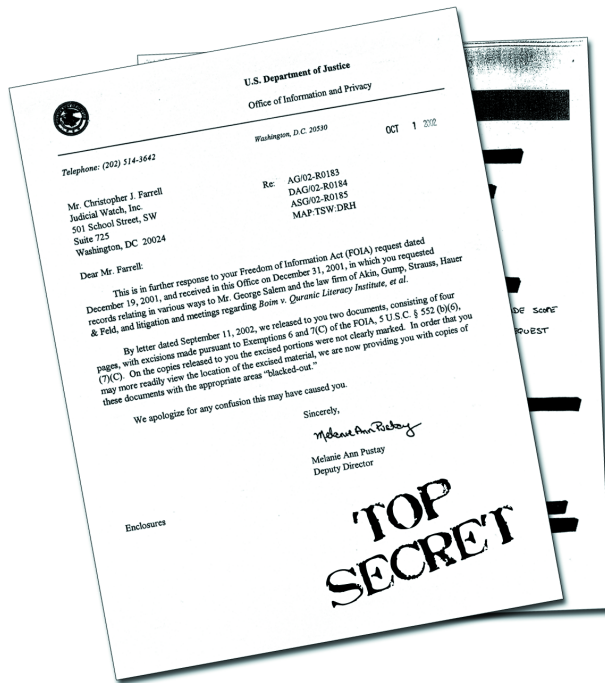 U.S. Department of Justice
Office of Information and Privacy
Telephone: (202) 514-3642
Washington, D.C. 20530
OCT 1 2002
Mr. Christopher J. Farrell
Judicial Watch, Inc.
501 School Street, SW
Suite 725
Washington, DC 20024
Re: AG/02-R0183
DAG/02-R0184
ASG/02-R0185
MAP:TSW:DRH
Dear Mr. Farrell:
This is in further response to your Freedom of Information Act (FOIA) request dated
December 19, 2001, and received in this Office on December 31, 2001, in which you requested
records relating in various ways to Mr. George Salem and the law firm of Akin, Gump, Strauss, Hauer
& Feld, and litigation and meetings regarding Boim v. Quranic Literacy Institute, et al.
By letter dated September 11, 2002, we released to you two documents, consisting of four
pages, with excisions made pursuant to Exemptions 6 and 7(C) of the FOIA, 5 U.S.C. § 552 (b)(6),
(7)(C). On the copies released to you the excised portions were not clearly marked. In order that you
may more readily view the location of the excised material, we are now providing you with copies of
these documents with the appropriate areas "blacked-out."
We apologize for any confusion this may have caused you.
Sincerely,
Melanie Ann Pustay
Melanie Ann Pustay
Deputy Director
Enclosures
TOP
SECRET
DE SCOPE
QUEST